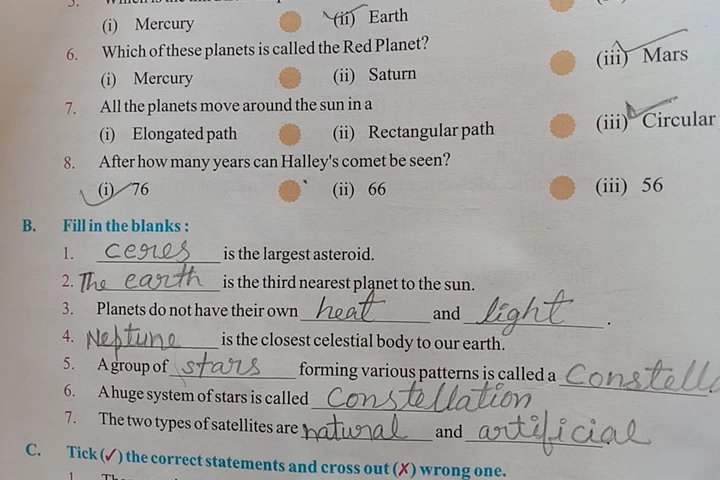 (i) Mercury (ii) Earth
6. Which of these planets is called the Red Planet?
(i) Mercury (ii) Saturn (iii) Mars
7. All the planets move around the sun in a
(i) Elongated path (ii) Rectangular path (iii) Circular
8. After how many years can Halley's comet be seen?
(i) 76 (ii) 66 (iii) 56
B. Fill in the blanks :
1. ceres is the largest asteroid.
2. The earth is the third nearest planet to the sun.
3. Planets do not have their own heat and light.
4. Neptune is the closest celestial body to our earth.
5. A group of stars forming various patterns is called a Constella
6. A huge system of stars is called Constellation
7. The two types of satellites are natural and artificial
C. Tick (✓) the correct statements and cross out (✗) wrong one.